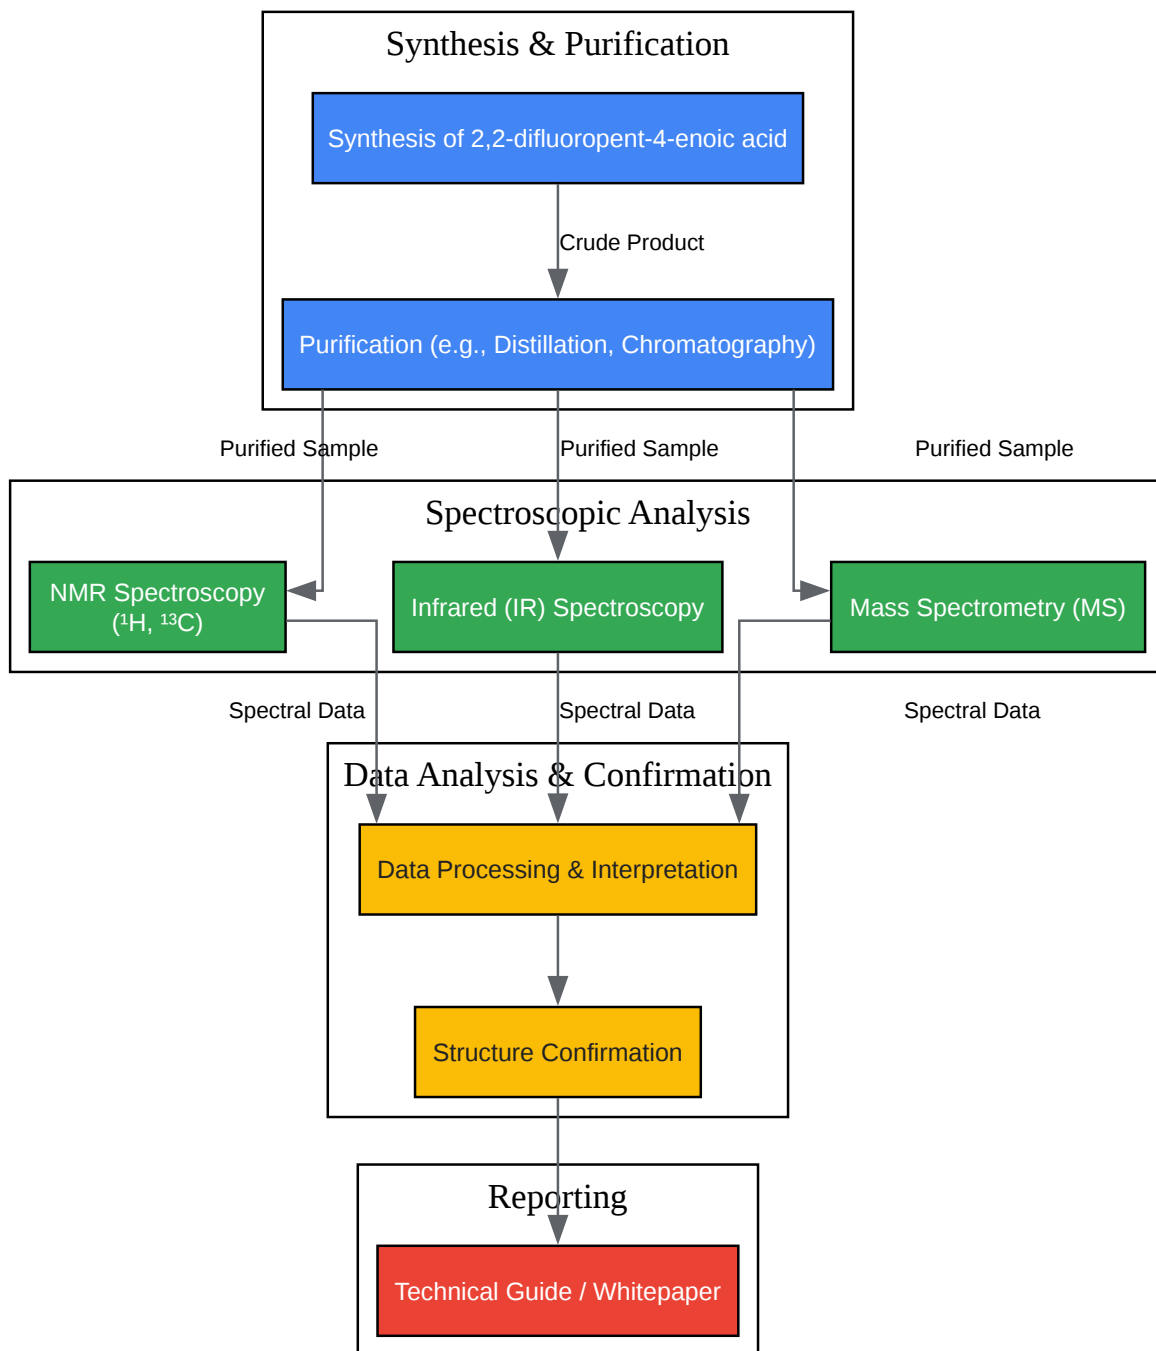 Synthesis & Purification
Synthesis of 2,2-difluoropent-4-enoic acid
Crude Product
Purification (e.g., Distillation, Chromatography)
Purified Sample
Purified Sample
Purified Sample
Spectroscopic Analysis
NMR Spectroscopy
(¹H, ¹³C)
Infrared (IR) Spectroscopy
Mass Spectrometry (MS)
Spectral Data
Spectral Data
Spectral Data
Data Analysis & Confirmation
Data Processing & Interpretation
Structure Confirmation
Reporting
Technical Guide / Whitepaper